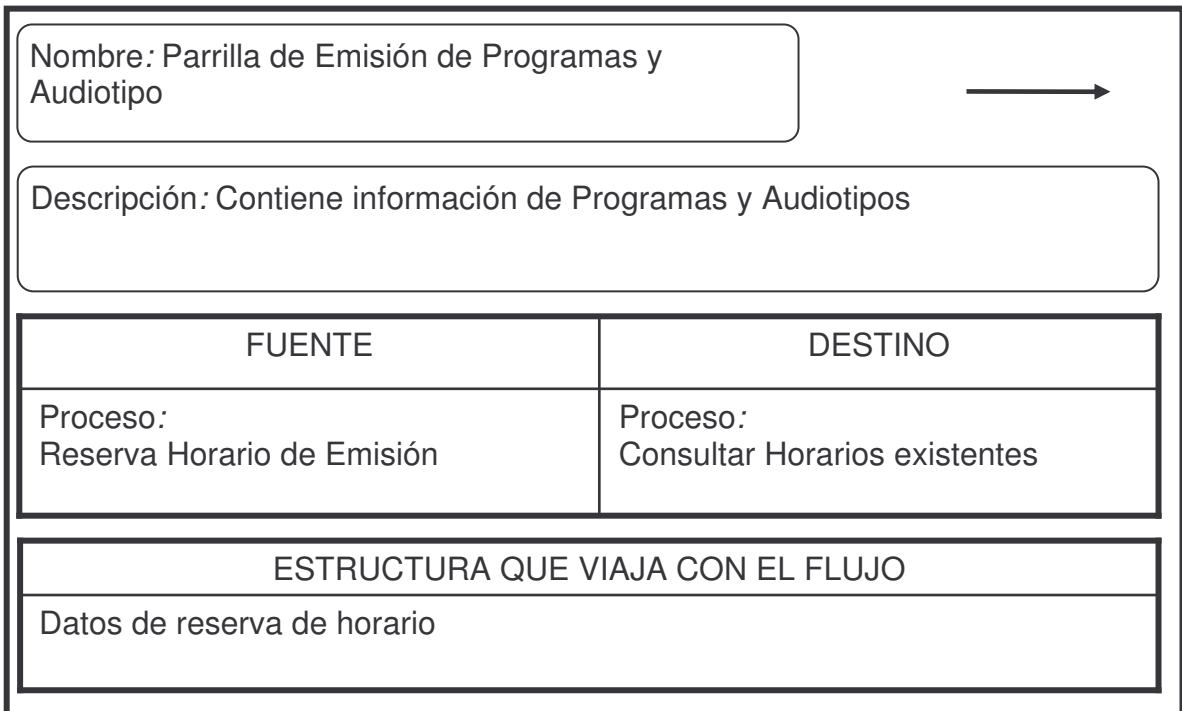 Nombre: Parrilla de Emisión de Programas y
Audiotipo
Descripción: Contiene información de Programas y Audiotipos
FUENTE
DESTINO
Proceso:
Reserva Horario de Emisión
Proceso:
Consultar Horarios existentes
ESTRUCTURA QUE VIAJA CON EL FLUJO
Datos de reserva de horario